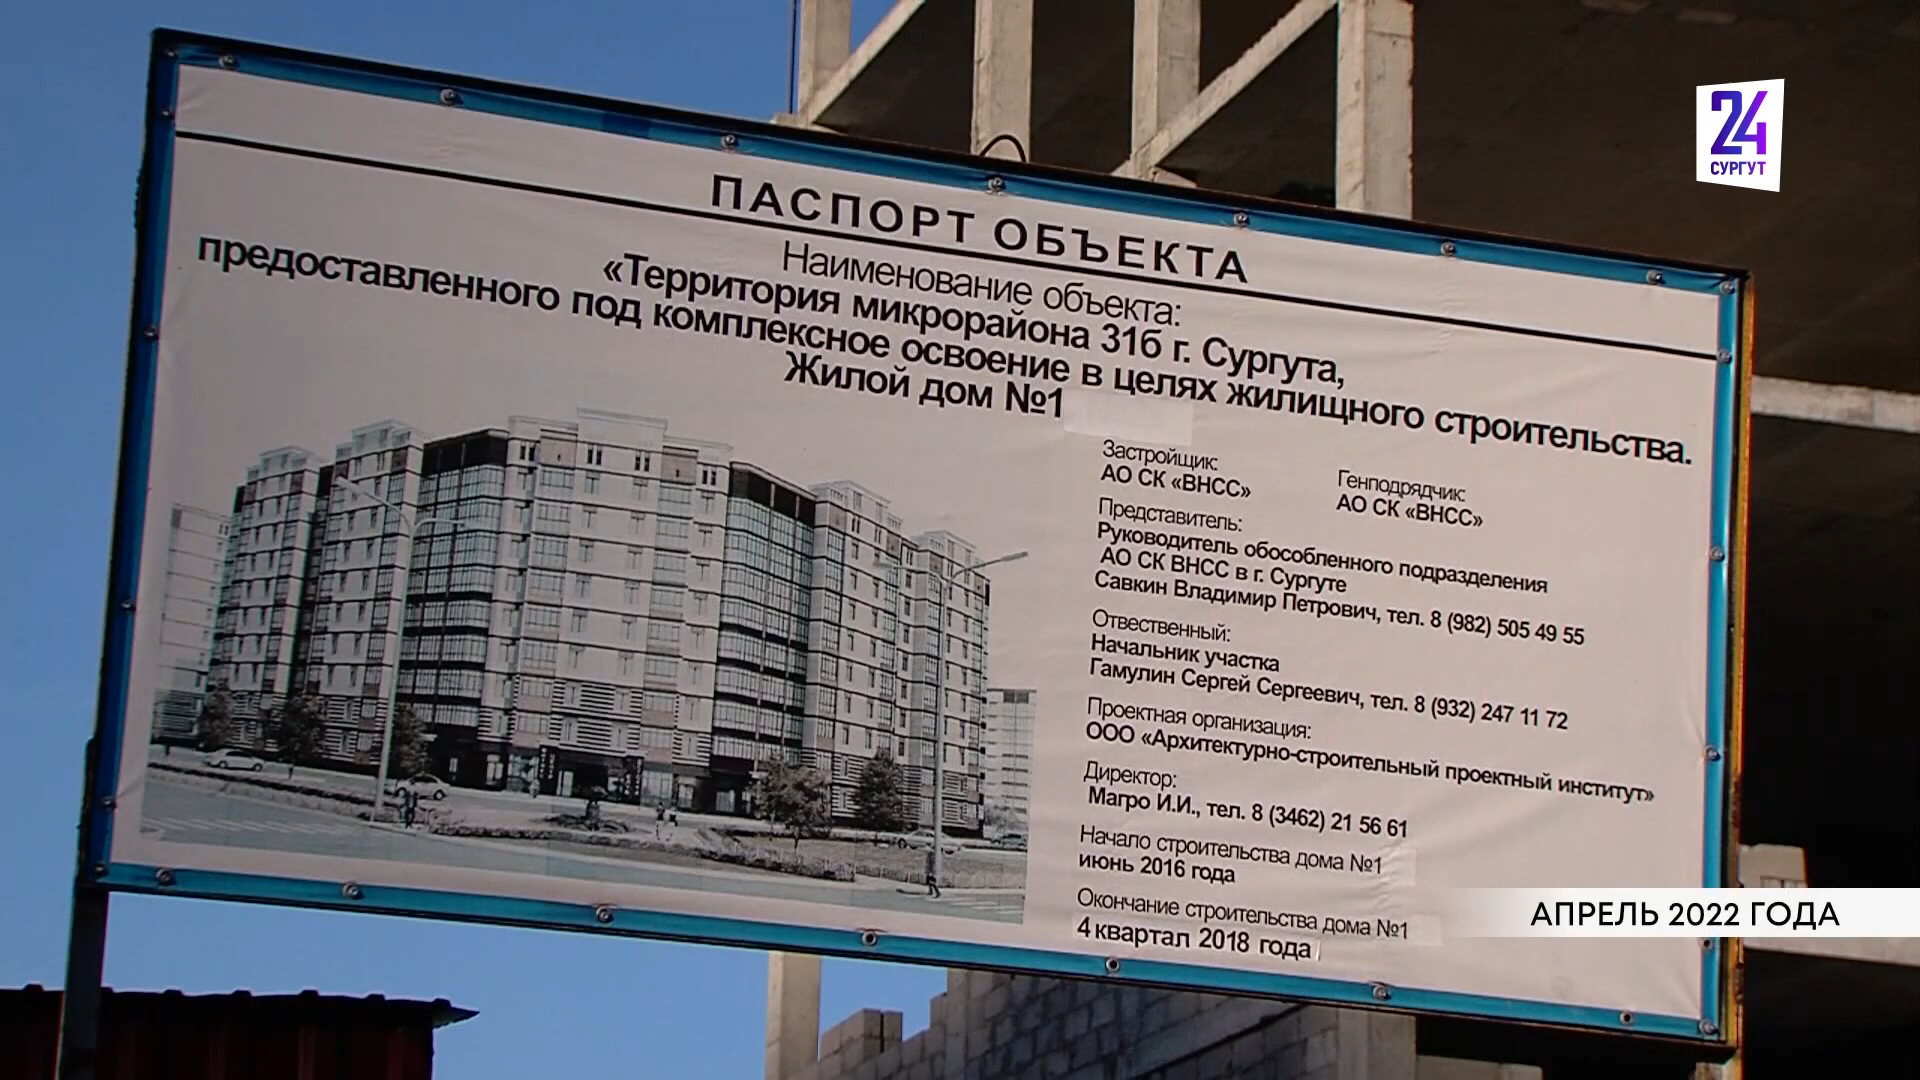 24
СУРГУТ
ПАСПОРТ ОБЪЕКТА
Наименование объекта:
«Территория микрорайона 31б г. Сургута,
предоставленного под комплексное освоение в целях жилищного строительства.
Жилой дом №1
Застройщик:
АО СК «ВНСС»
Генподрядчик:
АО СК «ВНСС»
Представитель:
Руководитель обособленного подразделения
АО СК ВНСС в г. Сургуте
Савкин Владимир Петрович, тел. 8 (982) 505 49 55
Отвественный:
Начальник участка
Гамулин Сергей Сергеевич, тел. 8 (932) 247 11 72
Проектная организация:
ООО «Архитектурно-строительный проектный институт»
Директор:
Магро И.И., тел. 8 (3462) 21 56 61
Начало строительства дома №1
июнь 2016 года
Окончание строительства дома №1
4 квартал 2018 года
АПРЕЛЬ 2022 ГОДА